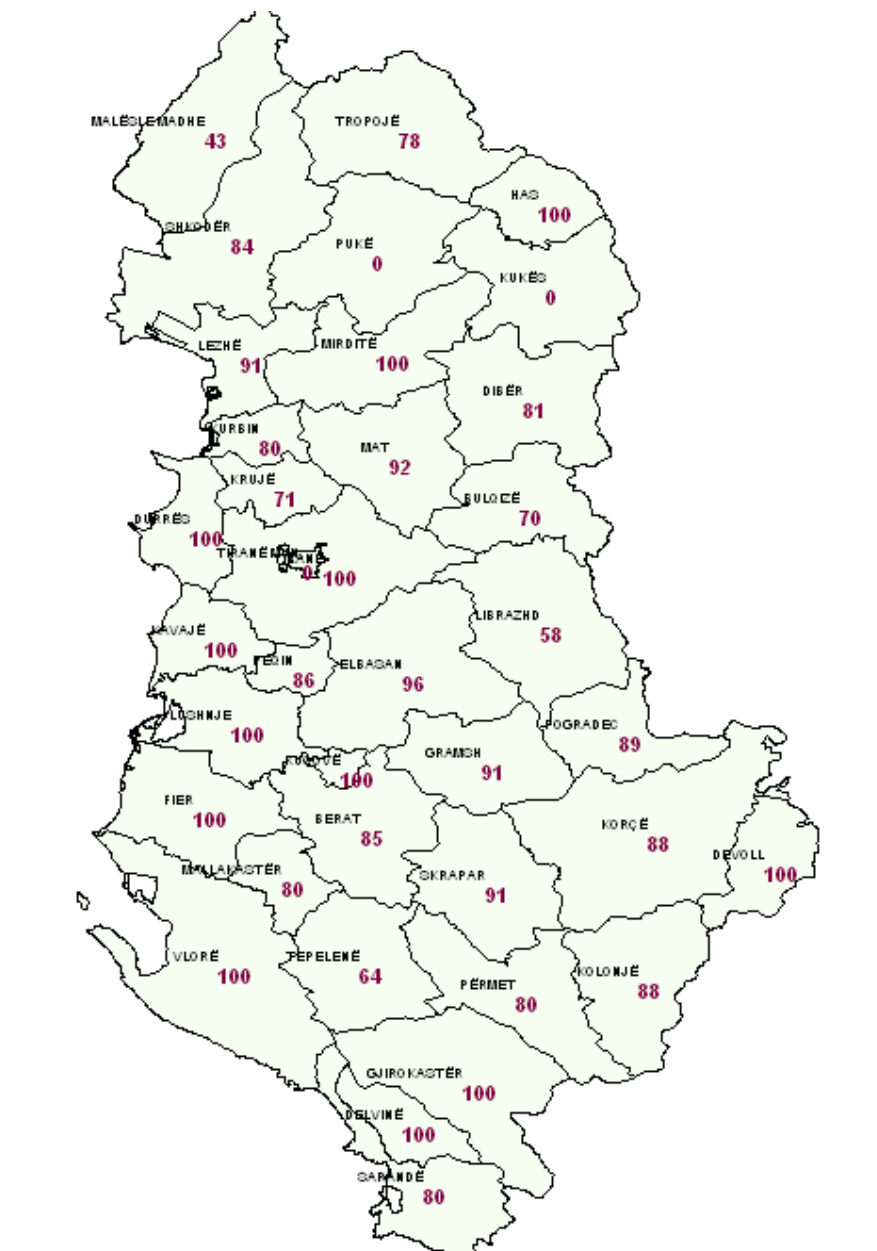 MALËSI.EMADHE
43
TROPOJË
78
HAS
100
SHKODËR
84
PUKË
0
KUKËS
0
LEZHË
91
MIRDITË
100
DIBËR
81
KURBIN
80
MAT
92
KRUJË
71
BULQIZË
70
DURRËS
100
0
100
LIBRAZHD
58
KAVAJË
100
PEQIN
86
ELBASAN
96
LUSHNJE
100
POGRADEC
89
KUÇOVË
100
GRAMSH
91
FIER
100
BERAT
85
KORÇË
88
DEVOLL
100
MALLAKASTËR
80
SKRAPAR
91
VLORË
100
TEPELENË
64
PËRMET
80
KOLONJË
88
GJIROKASTËR
100
DELVINË
100
SARANDË
80